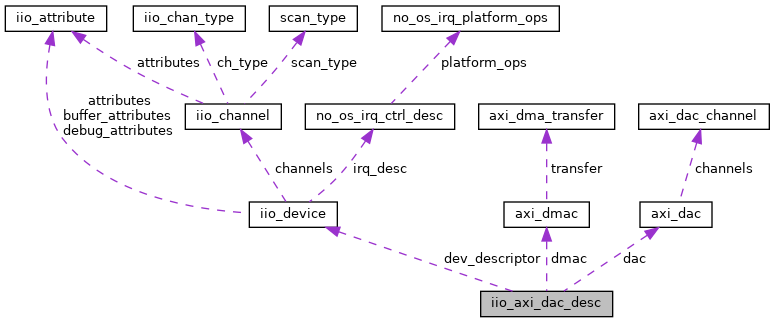 iio_attribute
iio_chan_type
scan_type
no_os_irq_platform_ops
attributes
ch_type
scan_type
platform_ops
attributes
buffer_attributes
debug_attributes
iio_channel
no_os_irq_ctrl_desc
axi_dma_transfer
axi_dac_channel
channels
irq_desc
transfer
channels
iio_device
axi_dmac
axi_dac
dev_descriptor
dmac
dac
iio_axi_dac_desc